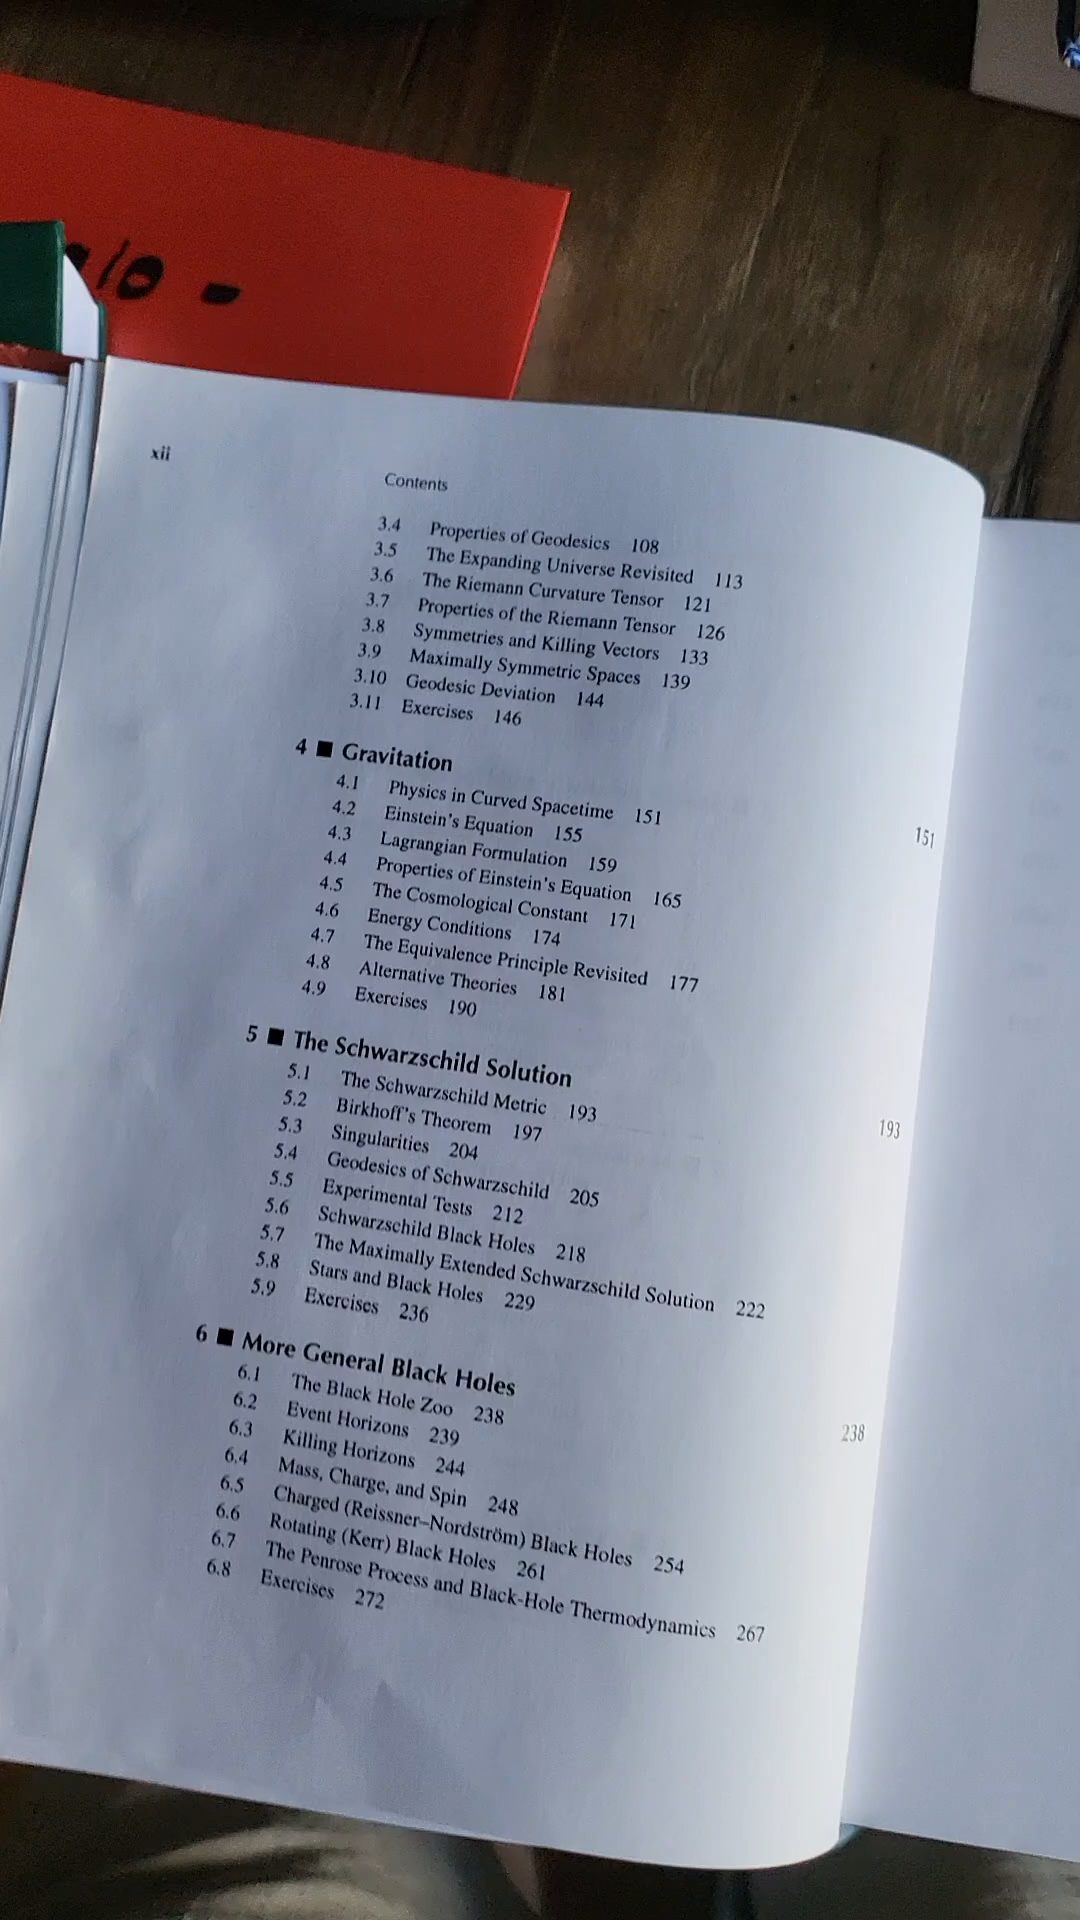 10 -
xii
Contents
3.4 Properties of Geodesics 108
3.5 The Expanding Universe Revisited 113
3.6 The Riemann Curvature Tensor 121
3.7 Properties of the Riemann Tensor 126
3.8 Symmetries and Killing Vectors 133
3.9 Maximally Symmetric Spaces 139
3.10 Geodesic Deviation 144
3.11 Exercises 146
4 ■ Gravitation 151
4.1 Physics in Curved Spacetime 151
4.2 Einstein's Equation 155
4.3 Lagrangian Formulation 159
4.4 Properties of Einstein's Equation 165
4.5 The Cosmological Constant 171
4.6 Energy Conditions 174
4.7 The Equivalence Principle Revisited 177
4.8 Alternative Theories 181
4.9 Exercises 190
5 ■ The Schwarzschild Solution 193
5.1 The Schwarzschild Metric 193
5.2 Birkhoff's Theorem 197
5.3 Singularities 204
5.4 Geodesics of Schwarzschild 205
5.5 Experimental Tests 212
5.6 Schwarzschild Black Holes 218
5.7 The Maximally Extended Schwarzschild Solution 222
5.8 Stars and Black Holes 229
5.9 Exercises 236
6 ■ More General Black Holes 238
6.1 The Black Hole Zoo 238
6.2 Event Horizons 239
6.3 Killing Horizons 244
6.4 Mass, Charge, and Spin 248
6.5 Charged (Reissner–Nordström) Black Holes 254
6.6 Rotating (Kerr) Black Holes 261
6.7 The Penrose Process and Black-Hole Thermodynamics 267
6.8 Exercises 272